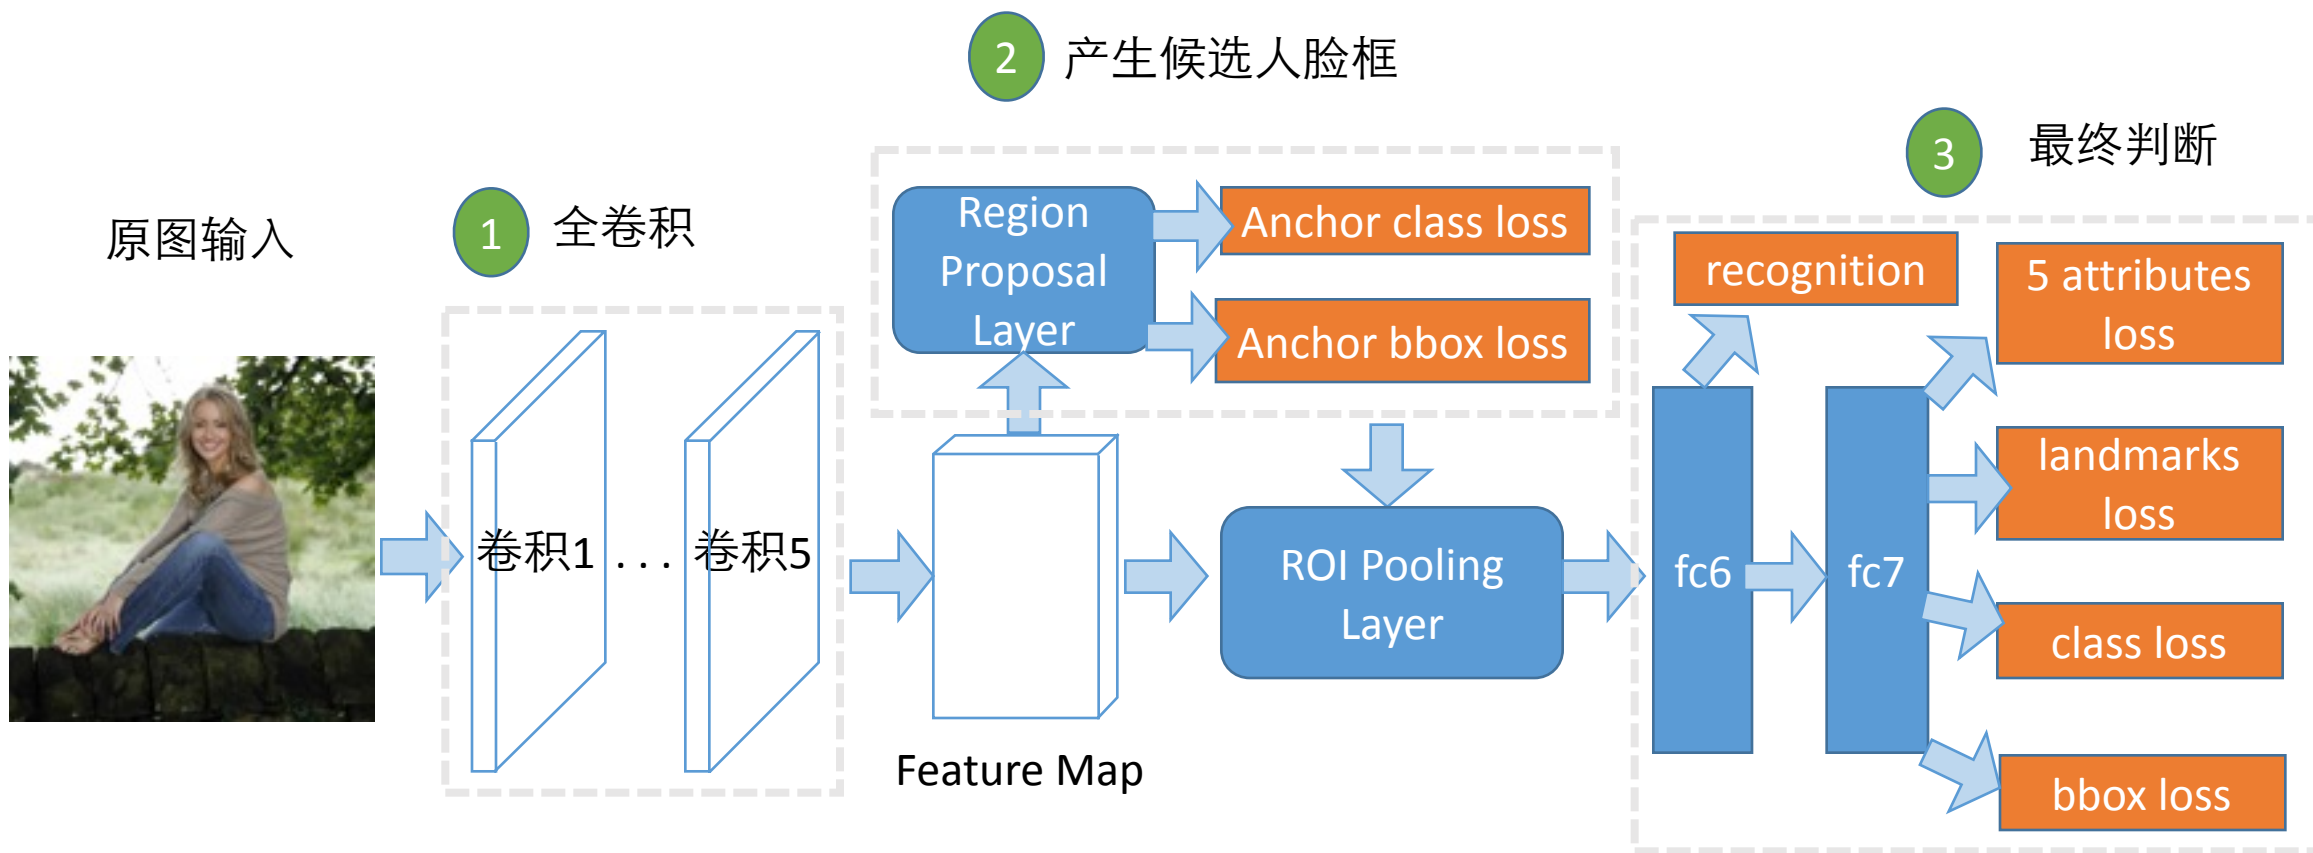 原图输入
1 全卷积
卷积1 ... 卷积5
Feature Map
2 产生候选人脸框
Region
Proposal
Layer
Anchor class loss
Anchor bbox loss
ROI Pooling
Layer
3 最终判断
recognition
fc6
fc7
5 attributes
loss
landmarks
loss
class loss
bbox loss